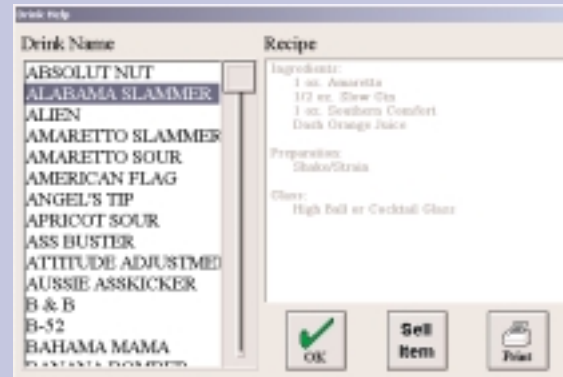 Drink Help
Drink Name
ABSOLUT NUT
ALABAMA SLAMMER
ALIEN
AMARETTO SLAMMER
AMARETTO SOUR
AMERICAN FLAG
ANGEL'S TIP
APRICOT SOUR
ASS BUSTER
ATTITUDE ADJUSTME
AUSSIE ASSKICKER
B & B
B-52
BAHAMA MAMA
BANANA BOMBER
Recipe
Ingredients:
1 oz. Amaretto
1/2 oz. Slow Gin
1 oz. Southern Comfort
Dash Orange Juice
Preparation:
Shake/Strain
Glass:
High Ball or Cocktail Glass
OK
Sell
Item
Print